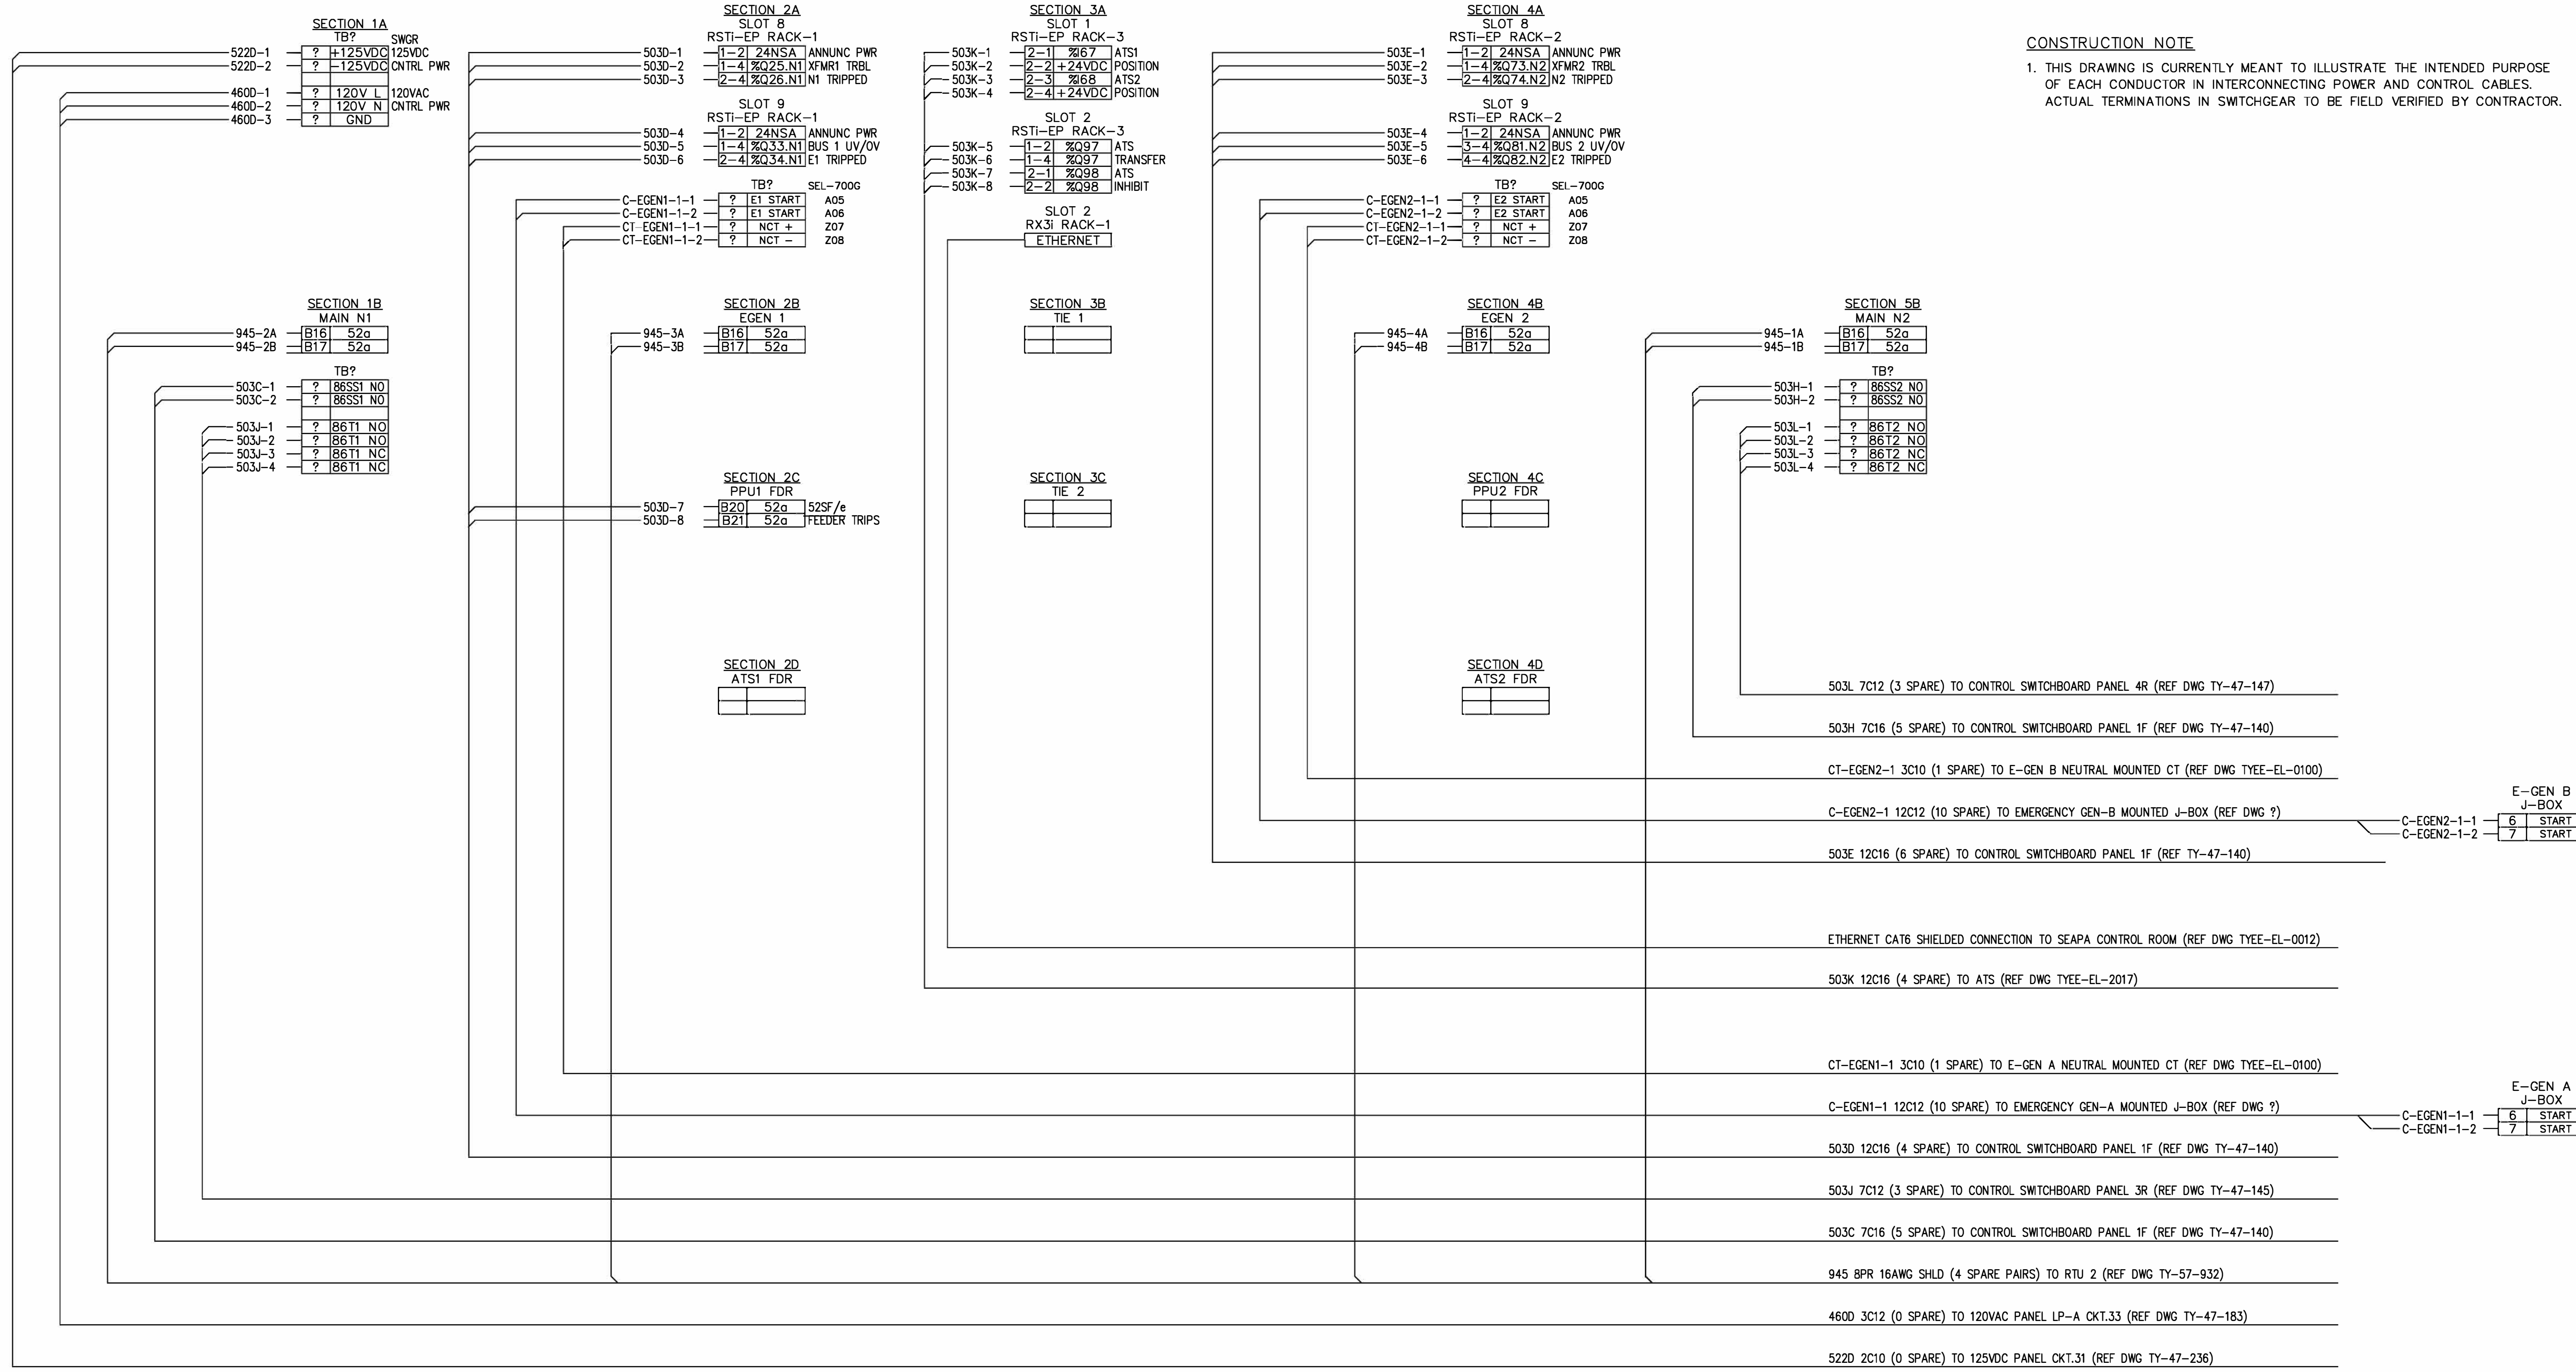 SECTION 1A
TB?
SWGR
522D-1 ? +125VDC 125VDC
522D-2 ? -125VDC CNTRL PWR
460D-1 ? 120V L 120VAC
460D-2 ? 120V N CNTRL PWR
460D-3 ? GND
SECTION 2A
SLOT 8
RSTi-EP RACK-1
503D-1 1-2 24NSA ANNUNC PWR
503D-2 1-4 %Q25.N1 XFMR1 TRBL
503D-3 2-4 %Q26.N1 N1 TRIPPED
SLOT 9
RSTi-EP RACK-1
503D-4 1-2 24NSA ANNUNC PWR
503D-5 1-4 %Q33.N1 BUS 1 UV/OV
503D-6 2-4 %Q34.N1 E1 TRIPPED
TB? SEL-700G
C-EGEN1-1-1 ? E1 START A05
C-EGEN1-1-2 ? E1 START A06
CT-EGEN1-1-1 ? NCT + Z07
CT-EGEN1-1-2 ? NCT - Z08
SECTION 3A
SLOT 1
RSTi-EP RACK-3
503K-1 2-1 %I67 ATS1
503K-2 2-2 +24VDC POSITION
503K-3 2-3 %I68 ATS2
503K-4 2-4 +24VDC POSITION
SLOT 2
RSTi-EP RACK-3
503K-5 1-2 %Q97 ATS
503K-6 1-4 %Q97 TRANSFER
503K-7 2-1 %Q98 ATS
503K-8 2-2 %Q98 INHIBIT
SLOT 2
RX3i RACK-1
ETHERNET
SECTION 4A
SLOT 8
RSTi-EP RACK-2
503E-1 1-2 24NSA ANNUNC PWR
503E-2 1-4 %Q73.N2 XFMR2 TRBL
503E-3 2-4 %Q74.N2 N2 TRIPPED
SLOT 9
RSTi-EP RACK-2
503E-4 1-2 24NSA ANNUNC PWR
503E-5 3-4 %Q81.N2 BUS 2 UV/OV
503E-6 4-4 %Q82.N2 E2 TRIPPED
TB? SEL-700G
C-EGEN2-1-1 ? E2 START A05
C-EGEN2-1-2 ? E2 START A06
CT-EGEN2-1-1 ? NCT + Z07
CT-EGEN2-1-2 ? NCT - Z08
CONSTRUCTION NOTE
1. THIS DRAWING IS CURRENTLY MEANT TO ILLUSTRATE THE INTENDED PURPOSE
OF EACH CONDUCTOR IN INTERCONNECTING POWER AND CONTROL CABLES.
ACTUAL TERMINATIONS IN SWITCHGEAR TO BE FIELD VERIFIED BY CONTRACTOR.
SECTION 1B
MAIN N1
945-2A B16 52a
945-2B B17 52a
TB?
503C-1 ? 86SS1 NO
503C-2 ? 86SS1 NO
503J-1 ? 86T1 NO
503J-2 ? 86T1 NO
503J-3 ? 86T1 NC
503J-4 ? 86T1 NC
SECTION 2B
EGEN 1
945-3A B16 52a
945-3B B17 52a
SECTION 3B
TIE 1
SECTION 4B
EGEN 2
945-4A B16 52a
945-4B B17 52a
SECTION 5B
MAIN N2
945-1A B16 52a
945-1B B17 52a
TB?
503H-1 ? 86SS2 NO
503H-2 ? 86SS2 NO
503L-1 ? 86T2 NO
503L-2 ? 86T2 NO
503L-3 ? 86T2 NC
503L-4 ? 86T2 NC
SECTION 2C
PPU1 FDR
503D-7 B20 52a 52SF/e
503D-8 B21 52a FEEDER TRIPS
SECTION 3C
TIE 2
SECTION 4C
PPU2 FDR
SECTION 2D
ATS1 FDR
SECTION 4D
ATS2 FDR
503L 7C12 (3 SPARE) TO CONTROL SWITCHBOARD PANEL 4R (REF DWG TY-47-147)
503H 7C16 (5 SPARE) TO CONTROL SWITCHBOARD PANEL 1F (REF DWG TY-47-140)
CT-EGEN2-1 3C10 (1 SPARE) TO E-GEN B NEUTRAL MOUNTED CT (REF DWG TYEE-EL-0100)
C-EGEN2-1 12C12 (10 SPARE) TO EMERGENCY GEN-B MOUNTED J-BOX (REF DWG ?)
E-GEN B
J-BOX
C-EGEN2-1-1 6 START
C-EGEN2-1-2 7 START
503E 12C16 (6 SPARE) TO CONTROL SWITCHBOARD PANEL 1F (REF TY-47-140)
ETHERNET CAT6 SHIELDED CONNECTION TO SEAPA CONTROL ROOM (REF DWG TYEE-EL-0012)
503K 12C16 (4 SPARE) TO ATS (REF DWG TYEE-EL-2017)
CT-EGEN1-1 3C10 (1 SPARE) TO E-GEN A NEUTRAL MOUNTED CT (REF DWG TYEE-EL-0100)
C-EGEN1-1 12C12 (10 SPARE) TO EMERGENCY GEN-A MOUNTED J-BOX (REF DWG ?)
E-GEN A
J-BOX
C-EGEN1-1-1 6 START
C-EGEN1-1-2 7 START
503D 12C16 (4 SPARE) TO CONTROL SWITCHBOARD PANEL 1F (REF DWG TY-47-140)
503J 7C12 (3 SPARE) TO CONTROL SWITCHBOARD PANEL 3R (REF DWG TY-47-145)
503C 7C16 (5 SPARE) TO CONTROL SWITCHBOARD PANEL 1F (REF DWG TY-47-140)
945 8PR 16AWG SHLD (4 SPARE PAIRS) TO RTU 2 (REF DWG TY-57-932)
460D 3C12 (0 SPARE) TO 120VAC PANEL LP-A CKT.33 (REF DWG TY-47-183)
522D 2C10 (0 SPARE) TO 125VDC PANEL CKT.31 (REF DWG TY-47-236)